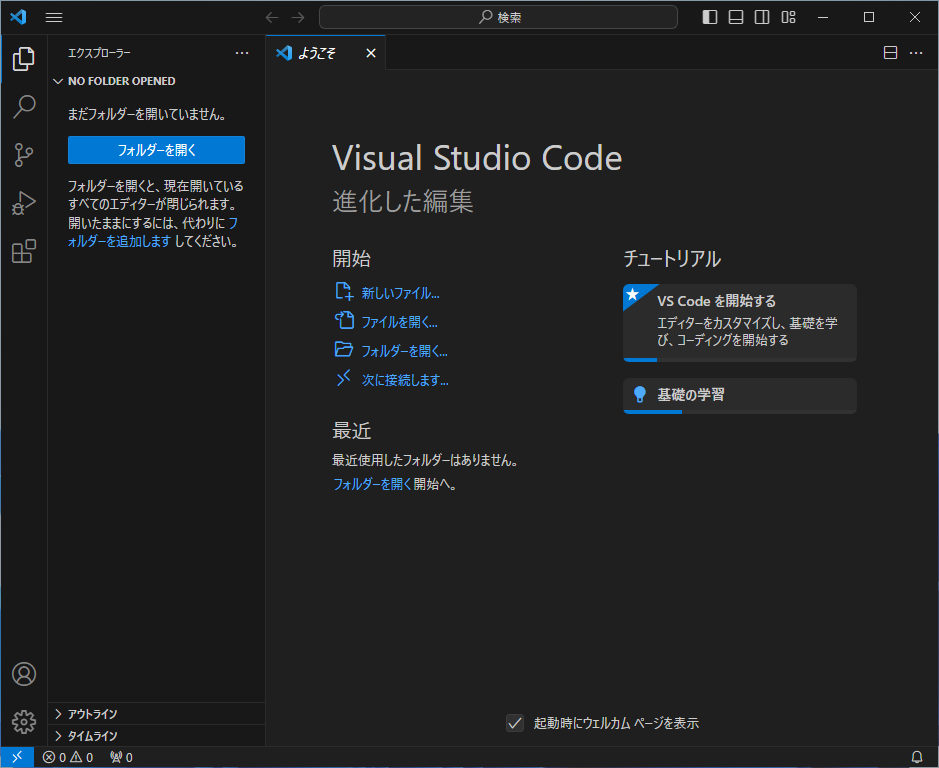 検索
エクスプローラー
NO FOLDER OPENED
まだフォルダーを開いていません。
フォルダーを開く
フォルダーを開くと、現在開いている
すべてのエディターが閉じられます。
開いたままにするには、代わりに フ
ォルダーを追加します してください。
アウトライン
タイムライン
ようこそ
Visual Studio Code
進化した編集
開始
新しいファイル...
ファイルを開く...
フォルダーを開く...
次に接続します...
最近
最近使用したフォルダーはありません。
フォルダーを開く開始へ。
チュートリアル
VS Code を開始する
エディターをカスタマイズし、基礎を学
び、コーディングを開始する
基礎の学習
起動時にウェルカム ページを表示
0 0 0